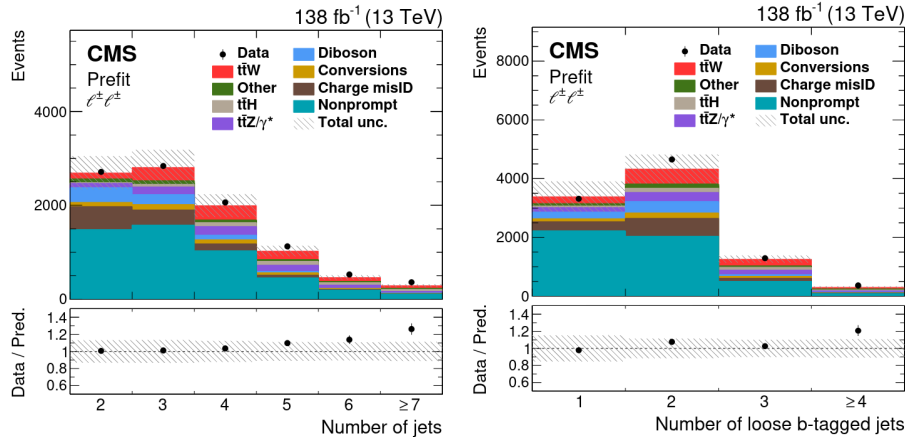 138 fb⁻¹ (13 TeV)
Events
CMS
Prefit
ℓ±ℓ±
Data
tt̄W
Other
tt̄H
tt̄Z/γ*
Diboson
Conversions
Charge misID
Nonprompt
Total unc.
4000
2000
0
Data / Pred.
1.4
1.2
1
0.8
0.6
2 3 4 5 6 ≥7
Number of jets
138 fb⁻¹ (13 TeV)
Events
CMS
Prefit
ℓ±ℓ±
Data
tt̄W
Other
tt̄H
tt̄Z/γ*
Diboson
Conversions
Charge misID
Nonprompt
Total unc.
8000
6000
4000
2000
0
Data / Pred.
1.4
1.2
1
0.8
0.6
1 2 3 ≥4
Number of loose b-tagged jets